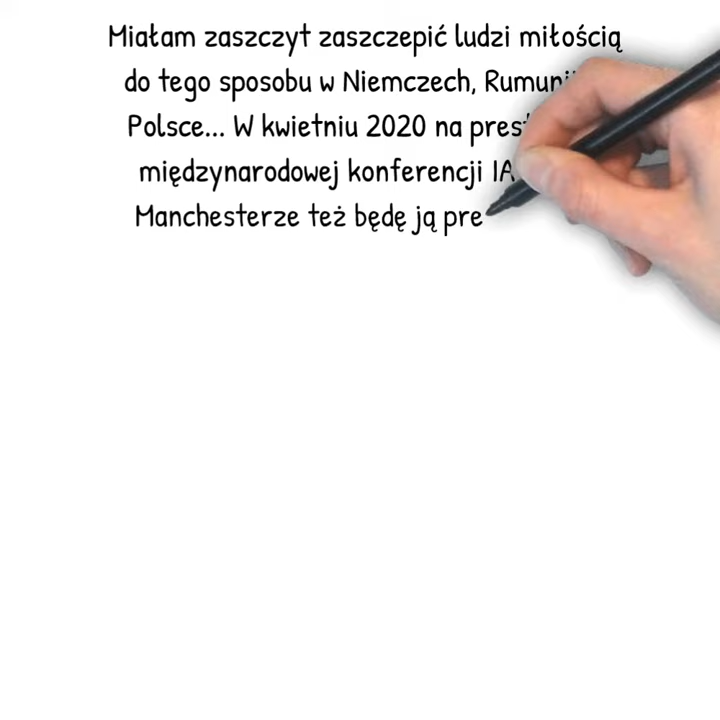 Miałam zaszczyt zaszczepić ludzi miłością
do tego sposobu w Niemczech,
Polsce... W kwietniu 2020 na
międzynarodowej konferencji
Manchesterze też będę ją pre